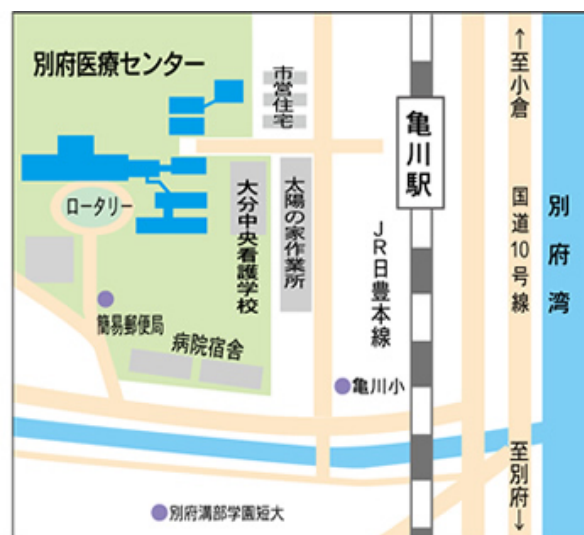 別府医療センター
市営住宅
亀川駅
←至小倉
国道10号線
別府湾
ロータリー
大分中央看護学校
太陽の家作業所
JR日豊本線
簡易郵便局
病院宿舎
亀川小
至別府→
別府溝部学園短大